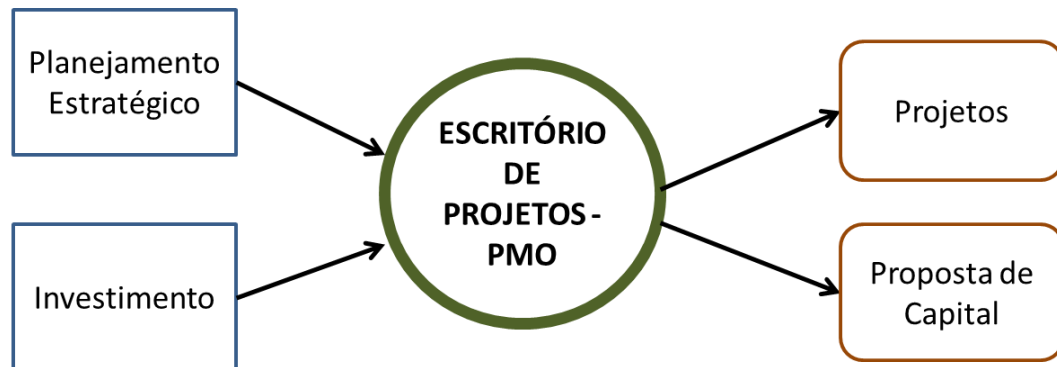 Planejamento
Estratégico
Investimento
ESCRITÓRIO
DE
PROJETOS -
PMO
Projetos
Proposta de
Capital